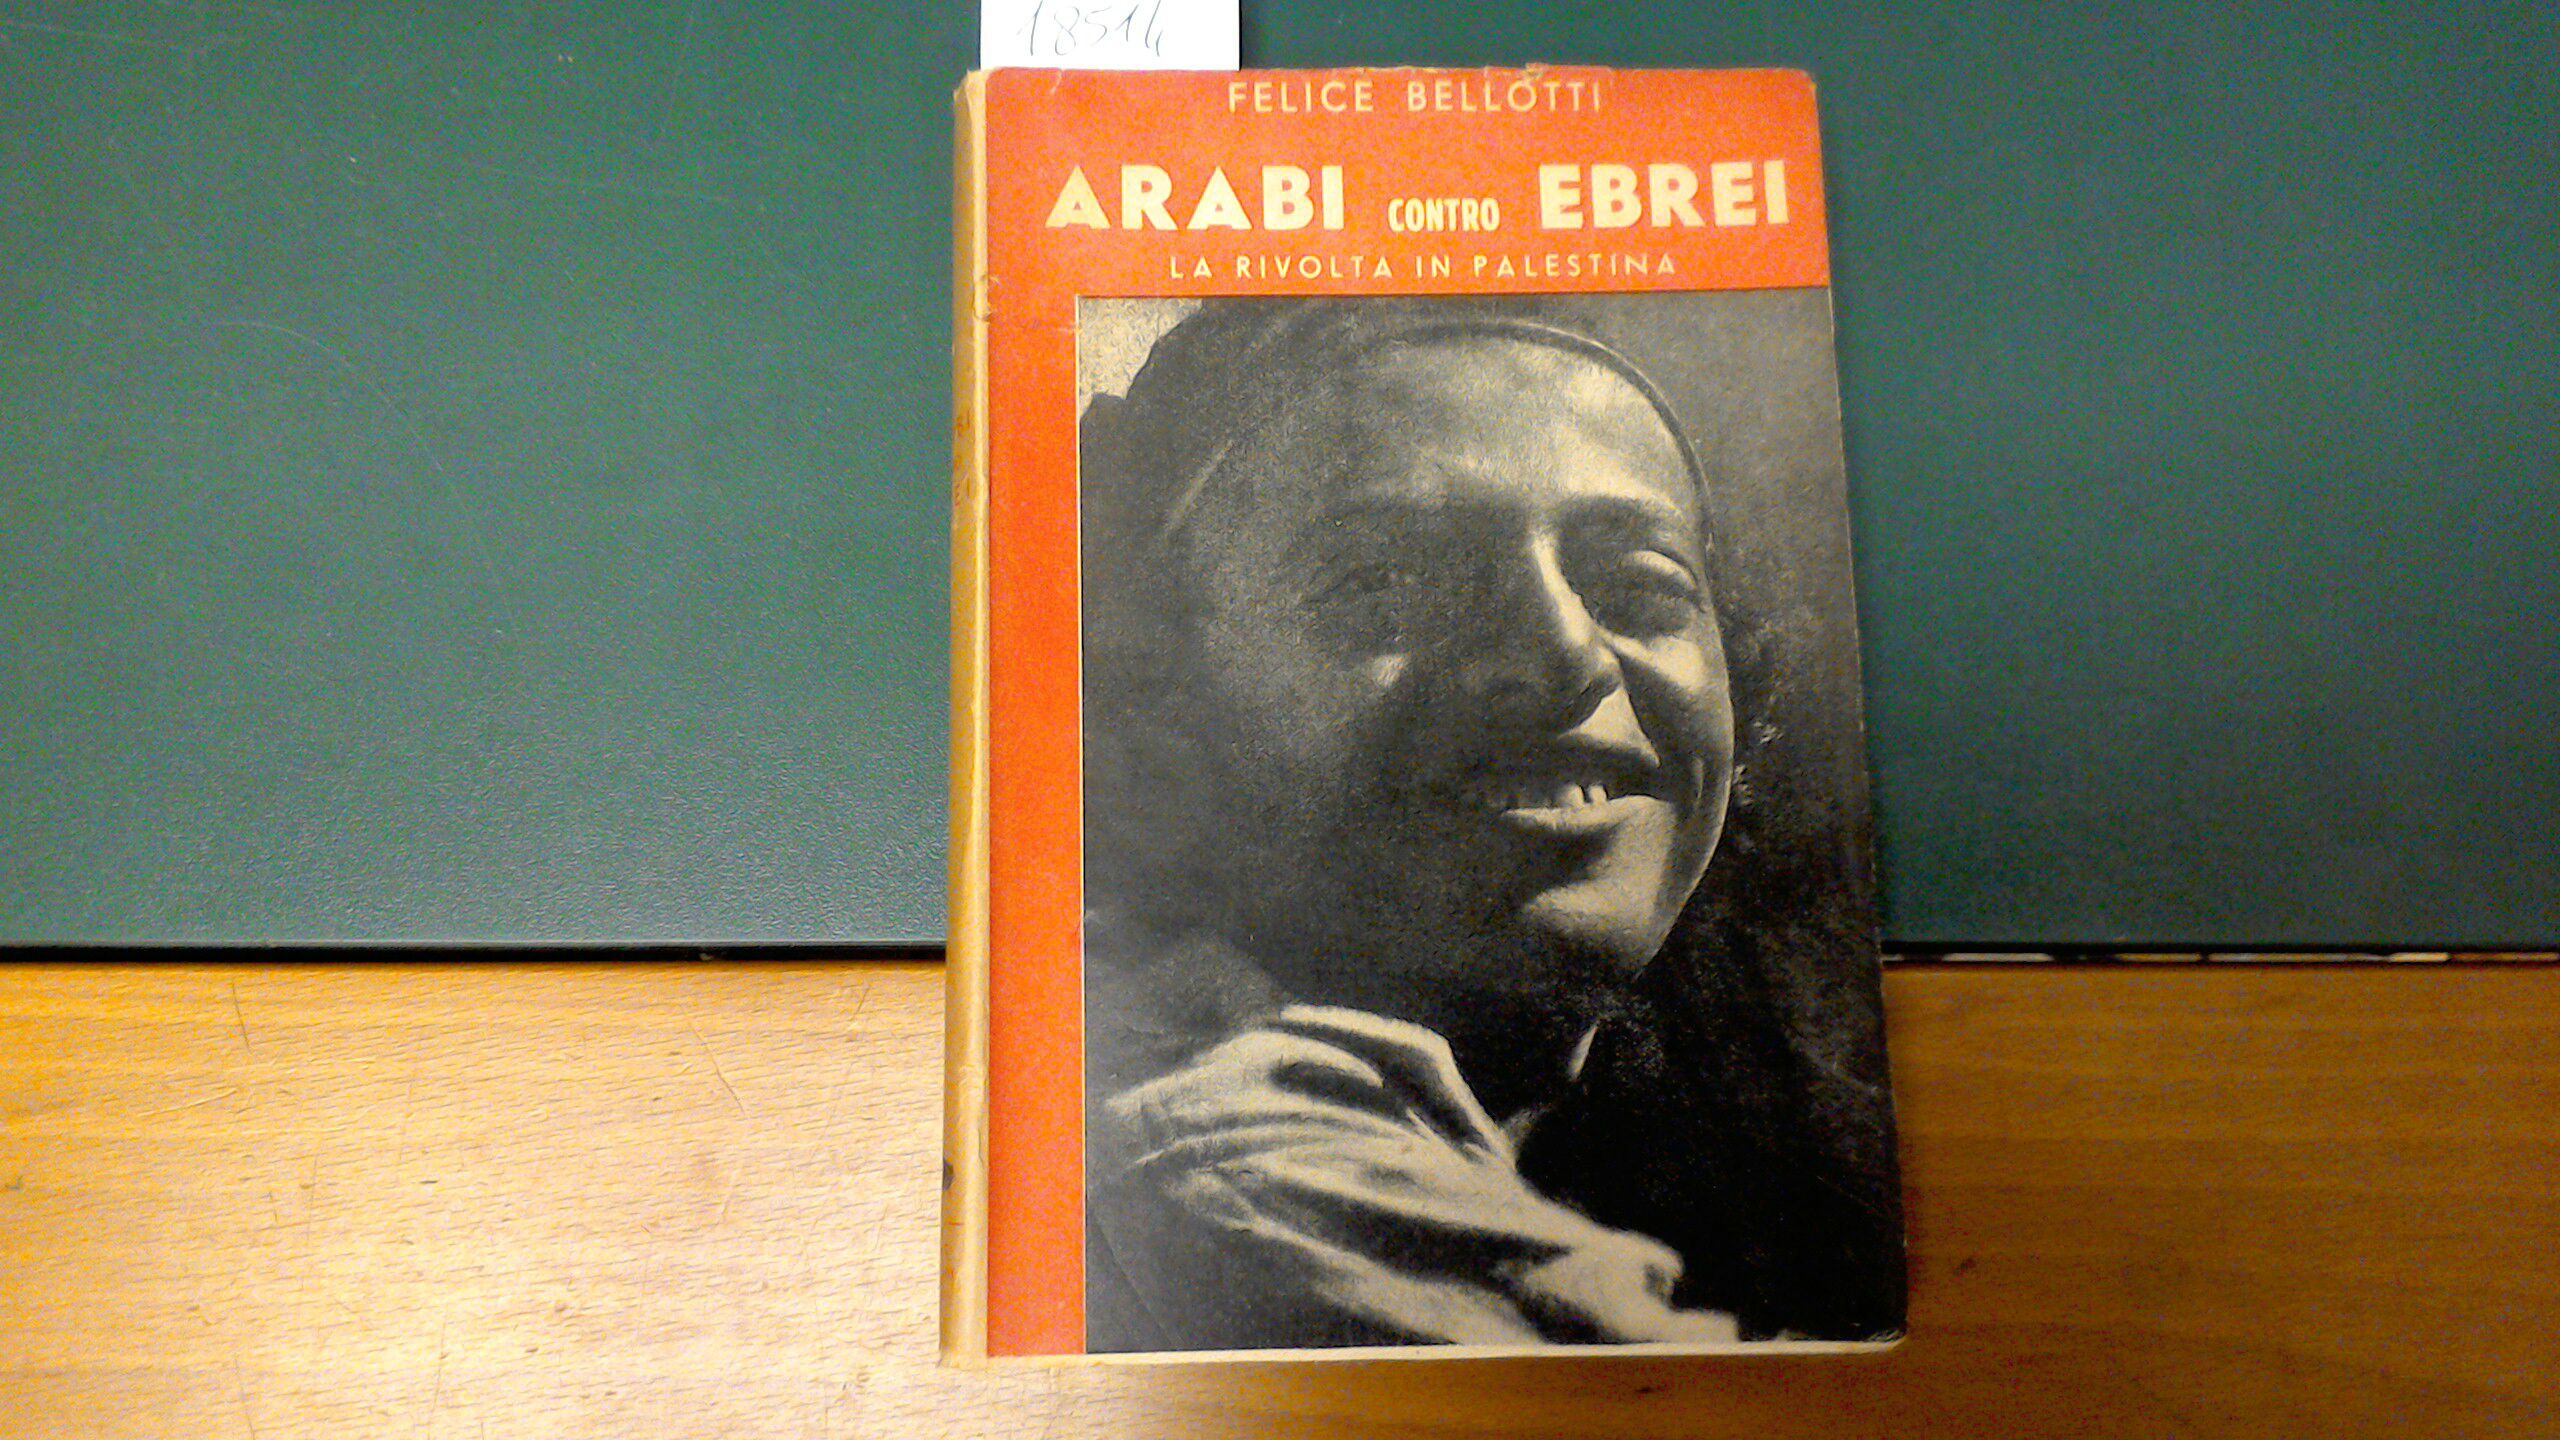 18514
FELICE BELLOTTI
ARABI CONTRO EBREI
LA RIVOLTA IN PALESTINA